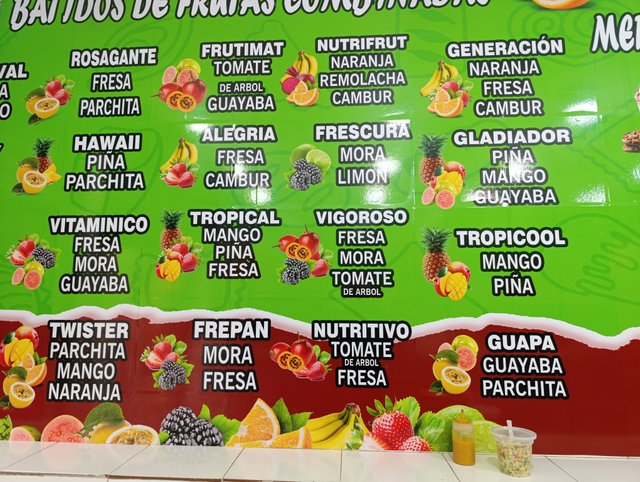 BATIDOS DE FRUTAS COMBINADAS
ROSAGANTE
FRESA
PARCHITA
FRUTIMAT
TOMATE
DE ARBOL
GUAYABA
NUTRIFRUT
NARANJA
REMOLACHA
CAMBUR
GENERACIÓN
NARANJA
FRESA
CAMBUR
HAWAII
PIÑA
PARCHITA
ALEGRIA
FRESA
CAMBUR
FRESCURA
MORA
LIMON
GLADIADOR
PIÑA
MANGO
GUAYABA
VITAMINICO
FRESA
MORA
GUAYABA
TROPICAL
MANGO
PIÑA
FRESA
VIGOROSO
FRESA
MORA
TOMATE
DE ARBOL
TROPICOOL
MANGO
PIÑA
TWISTER
PARCHITA
MANGO
NARANJA
FREPAN
MORA
FRESA
NUTRITIVO
TOMATE
DE ARBOL
FRESA
GUAPA
GUAYABA
PARCHITA